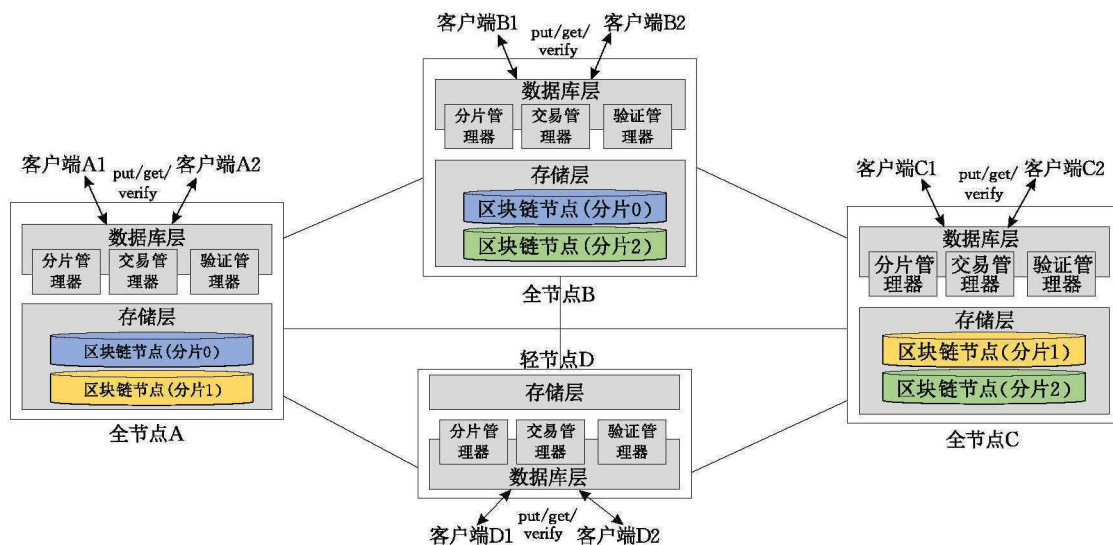 客户端B1
客户端B2
put/get/
verify
数据库层
分片管
理器
交易管
理器
验证管
理器
存储层
区块链节点(分片0)
区块链节点(分片2)
全节点B
客户端A1
客户端A2
put/get/
verify
数据库层
分片管
理器
交易管
理器
验证管
理器
存储层
区块链节点(分片0)
区块链节点(分片1)
全节点A
客户端C1
客户端C2
put/get/
verify
数据库层
分片管
理器
交易管
理器
验证管
理器
存储层
区块链节点(分片1)
区块链节点(分片2)
全节点C
轻节点D
存储层
分片管
理器
交易管
理器
验证管
理器
数据库层
客户端D1
put/get/
verify
客户端D2